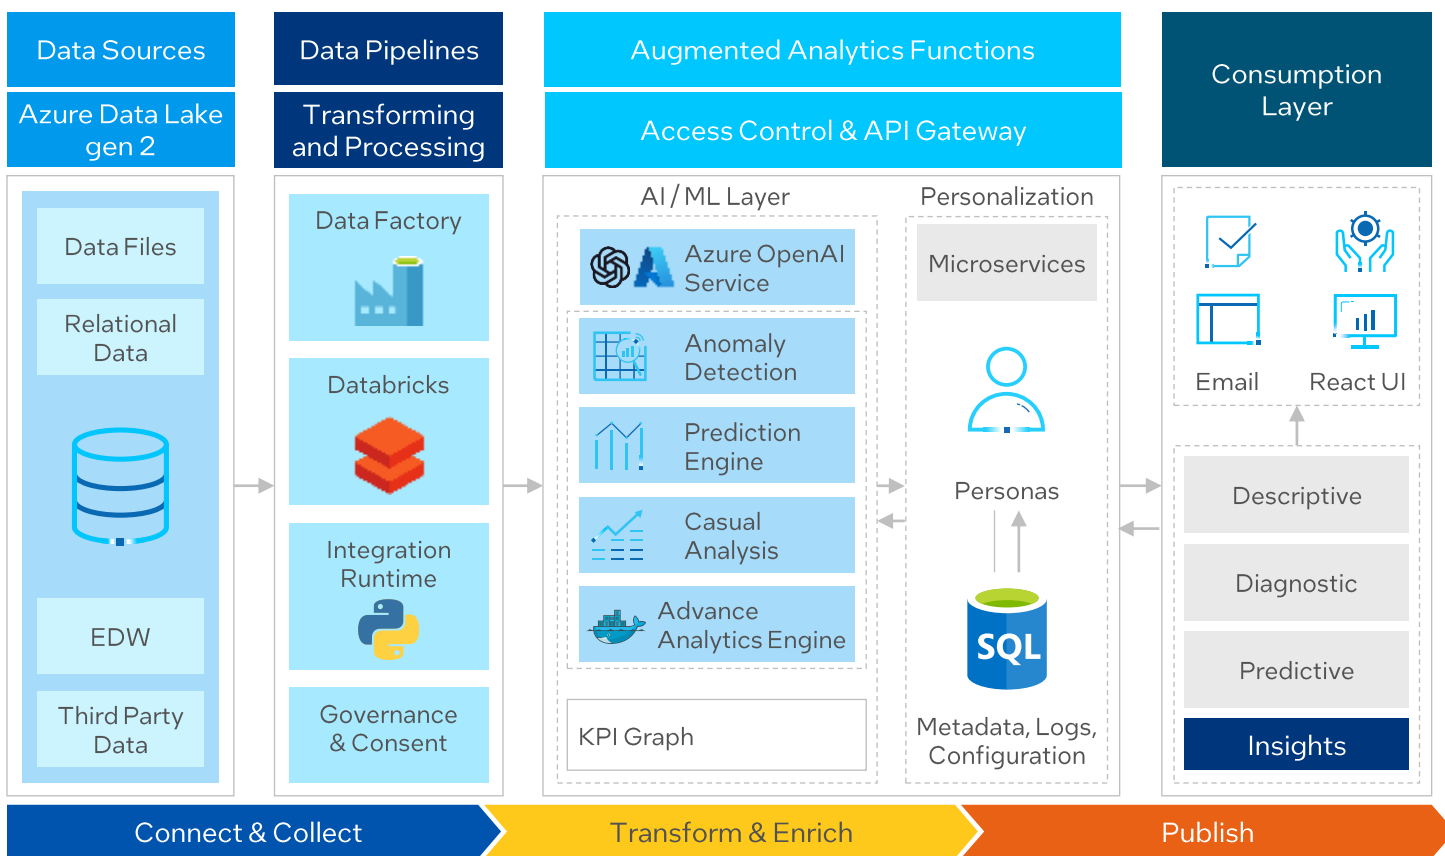 Data Sources
Azure Data Lake
gen 2
Data Files
Relational
Data
EDW
Third Party
Data
Data Pipelines
Transforming
and Processing
Data Factory
Databricks
Integration
Runtime
Governance
& Consent
Augmented Analytics Functions
Access Control & API Gateway
AI / ML Layer
Azure OpenAI
Service
Anomaly
Detection
Prediction
Engine
Casual
Analysis
Advance
Analytics Engine
KPI Graph
Personalization
Microservices
Personas
SQL
Metadata, Logs,
Configuration
Consumption
Layer
Email
React UI
Descriptive
Diagnostic
Predictive
Insights
Connect & Collect
Transform & Enrich
Publish